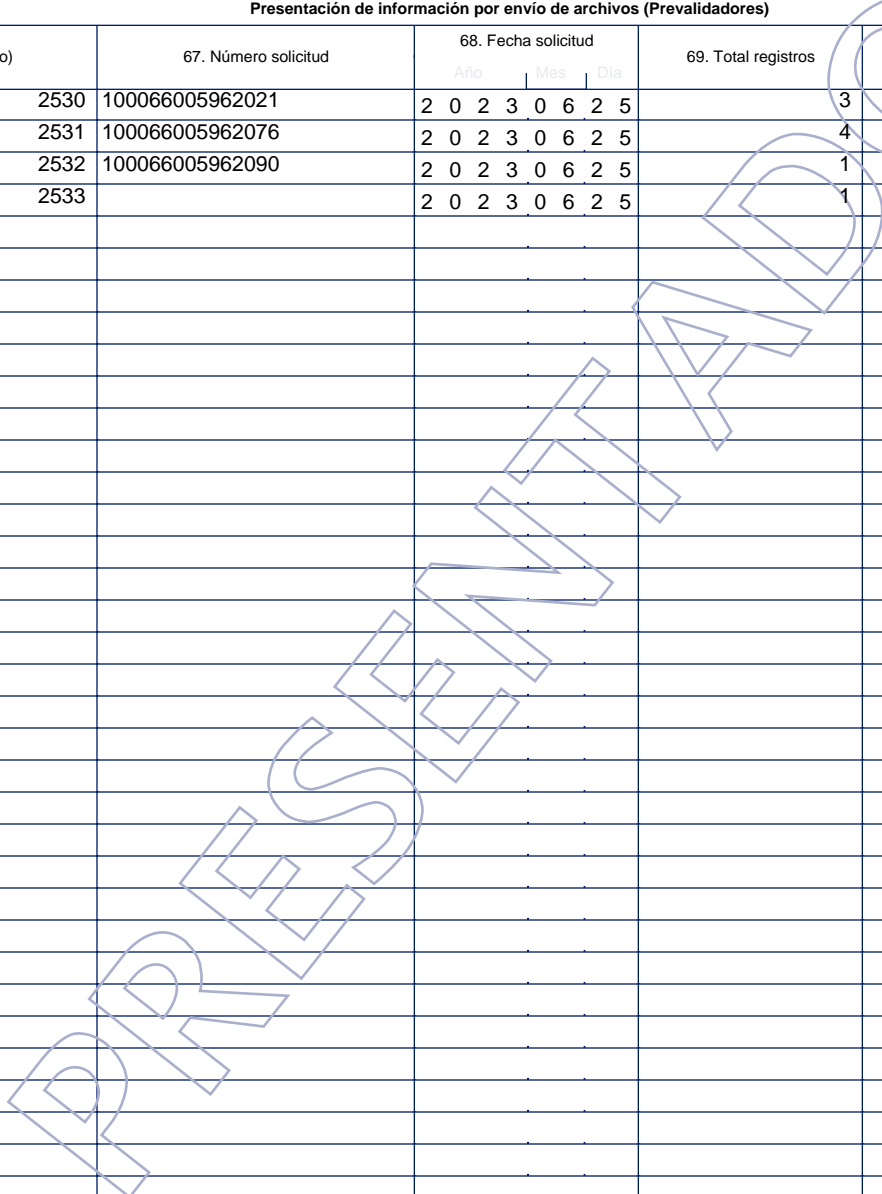 Presentación de información por envío de archivos (Prevalidadores)
o) 67. Número solicitud 68. Fecha solicitud 69. Total registros
Año Mes Día
2530 100066005962021 2 0 2 3 0 6 2 5 3
2531 100066005962076 2 0 2 3 0 6 2 5 4
2532 100066005962090 2 0 2 3 0 6 2 5 1
2533 2 0 2 3 0 6 2 5 1
PRESENTADO